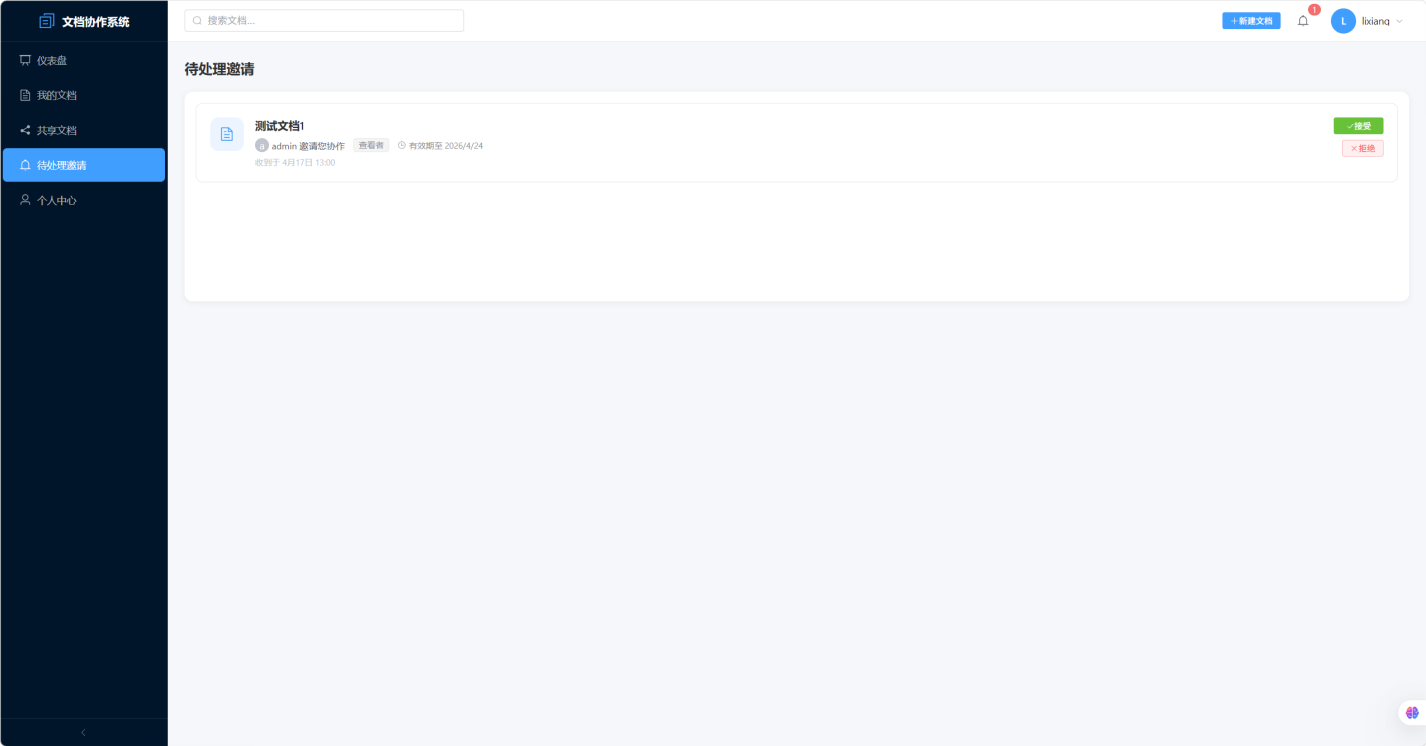 文档协作系统
搜索文档...
+新建文档
1
L
lixiang
仪表盘
我的文档
共享文档
待处理邀请
个人中心
待处理邀请
测试文档1
a admin 邀请您协作 查看者 有效期至 2026/4/24
收到于 4月17日 13:00
接受
拒绝